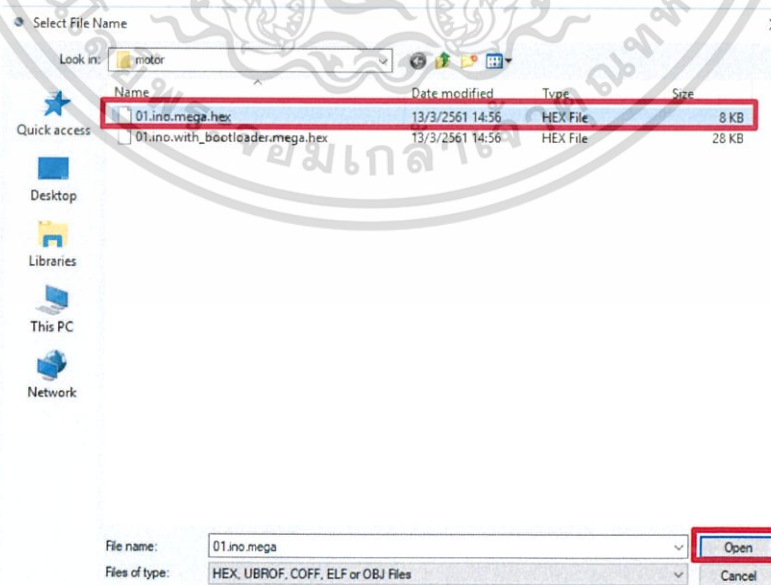 Select File Name
Look in: motor
Name Date modified Type Size
01.ino.mega.hex 13/3/2561 14:56 HEX File 8 KB
01.ino.with_bootloader.mega.hex 13/3/2561 14:56 HEX File 28 KB
Quick access
Desktop
Libraries
This PC
Network
File name: 01.ino.mega Open
Files of type: HEX, UBROF, COFF, ELF or OBJ Files Cancel